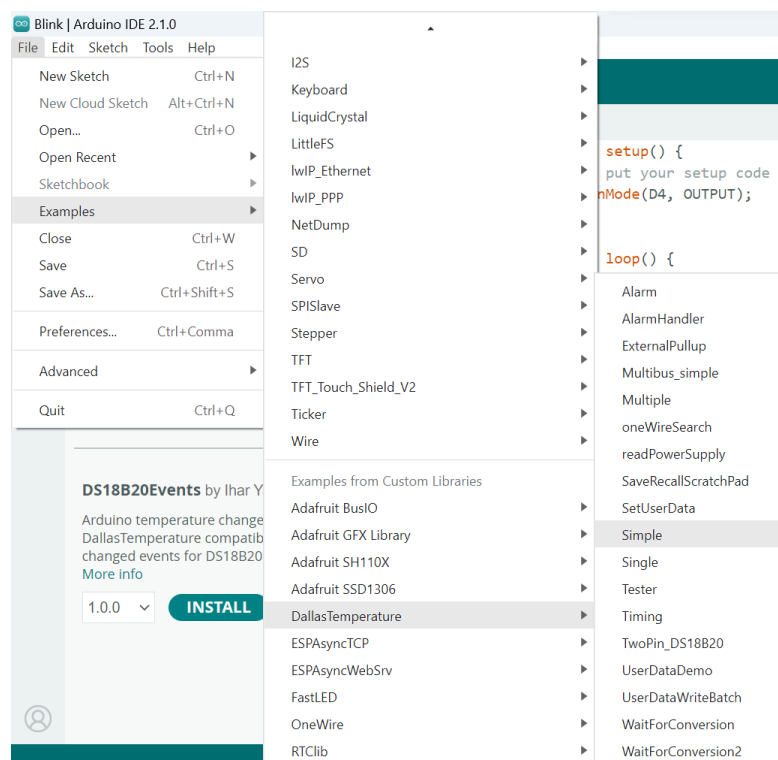 Blink | Arduino IDE 2.1.0
File Edit Sketch Tools Help
New Sketch Ctrl+N
New Cloud Sketch Alt+Ctrl+N
Open... Ctrl+O
Open Recent
Sketchbook
Examples
Close Ctrl+W
Save Ctrl+S
Save As... Ctrl+Shift+S
Preferences... Ctrl+Comma
Advanced
Quit Ctrl+Q
I2S
Keyboard
LiquidCrystal
LittleFS
lwIP_Ethernet
lwIP_PPP
NetDump
SD
Servo
SPISlave
Stepper
TFT
TFT_Touch_Shield_V2
Ticker
Wire
Examples from Custom Libraries
Adafruit BusIO
Adafruit GFX Library
Adafruit SH110X
Adafruit SSD1306
DallasTemperature
ESPAsyncTCP
ESPAsyncWebSrv
FastLED
OneWire
RTClib
setup() {
put your setup code
nMode(D4, OUTPUT);
loop() {
Alarm
AlarmHandler
ExternalPullup
Multibus_simple
Multiple
oneWireSearch
readPowerSupply
SaveRecallScratchPad
SetUserData
Simple
Single
Tester
Timing
TwoPin_DS18B20
UserDataDemo
UserDataWriteBatch
WaitForConversion
WaitForConversion2
DS18B20Events by Ihar Y
Arduino temperature change
DallasTemperature compatib
changed events for DS18B20
More info
1.0.0 INSTALL